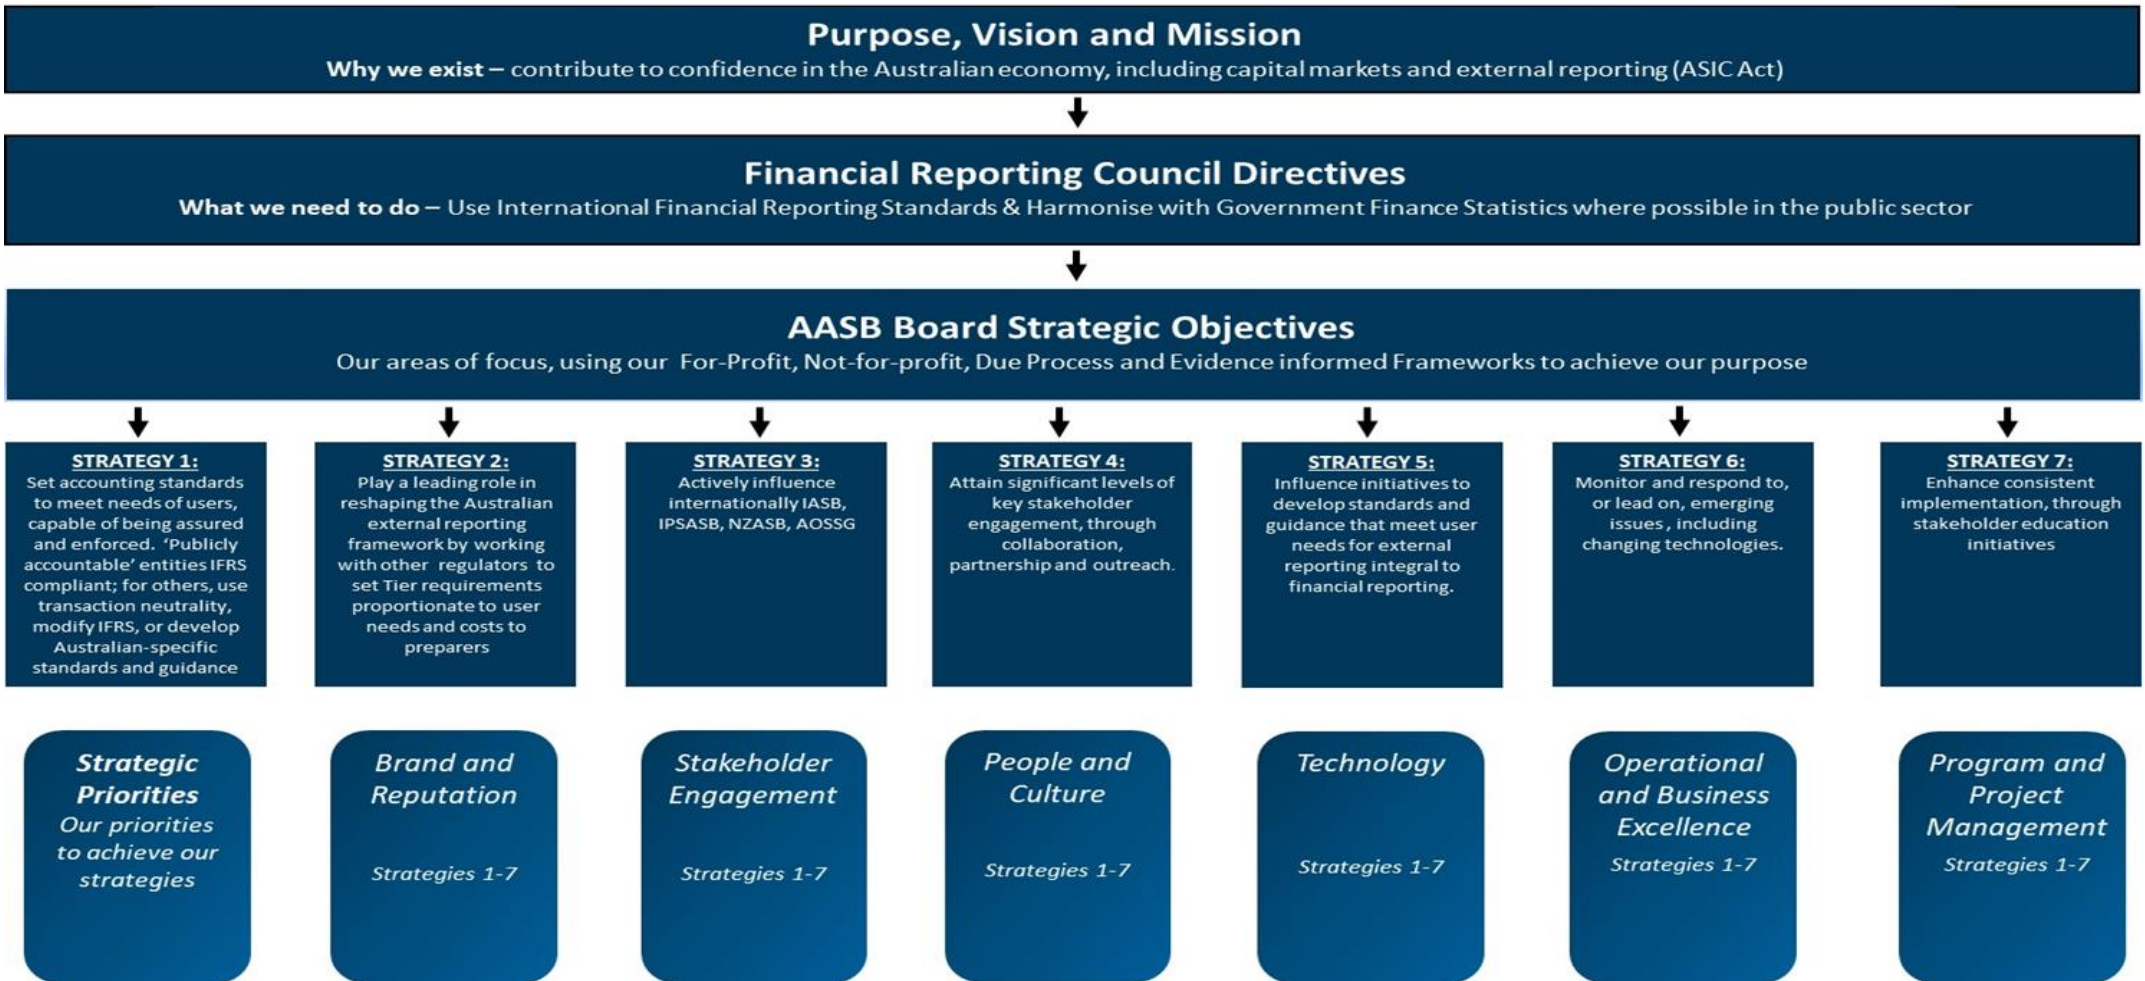 Purpose, Vision and Mission
Why we exist – contribute to confidence in the Australian economy, including capital markets and external reporting (ASIC Act)
Financial Reporting Council Directives
What we need to do – Use International Financial Reporting Standards & Harmonise with Government Finance Statistics where possible in the public sector
AASB Board Strategic Objectives
Our areas of focus, using our For-Profit, Not-for-profit, Due Process and Evidence informed Frameworks to achieve our purpose
STRATEGY 1:
Set accounting standards
to meet needs of users,
capable of being assured
and enforced. ‘Publicly
accountable’ entities IFRS
compliant; for others, use
transaction neutrality,
modify IFRS, or develop
Australian-specific
standards and guidance
STRATEGY 2:
Play a leading role in
reshaping the Australian
external reporting
framework by working
with other regulators to
set Tier requirements
proportionate to user
needs and costs to
preparers
STRATEGY 3:
Actively influence
internationally IASB,
IPSASB, NZASB, AOSSG
STRATEGY 4:
Attain significant levels of
key stakeholder
engagement, through
collaboration,
partnership and outreach.
STRATEGY 5:
Influence initiatives to
develop standards and
guidance that meet user
needs for external
reporting integral to
financial reporting.
STRATEGY 6:
Monitor and respond to,
or lead on, emerging
issues , including
changing technologies.
STRATEGY 7:
Enhance consistent
implementation, through
stakeholder education
initiatives
Strategic
Priorities
Our priorities
to achieve our
strategies
Brand and
Reputation
Strategies 1-7
Stakeholder
Engagement
Strategies 1-7
People and
Culture
Strategies 1-7
Technology
Strategies 1-7
Operational
and Business
Excellence
Strategies 1-7
Program and
Project
Management
Strategies 1-7